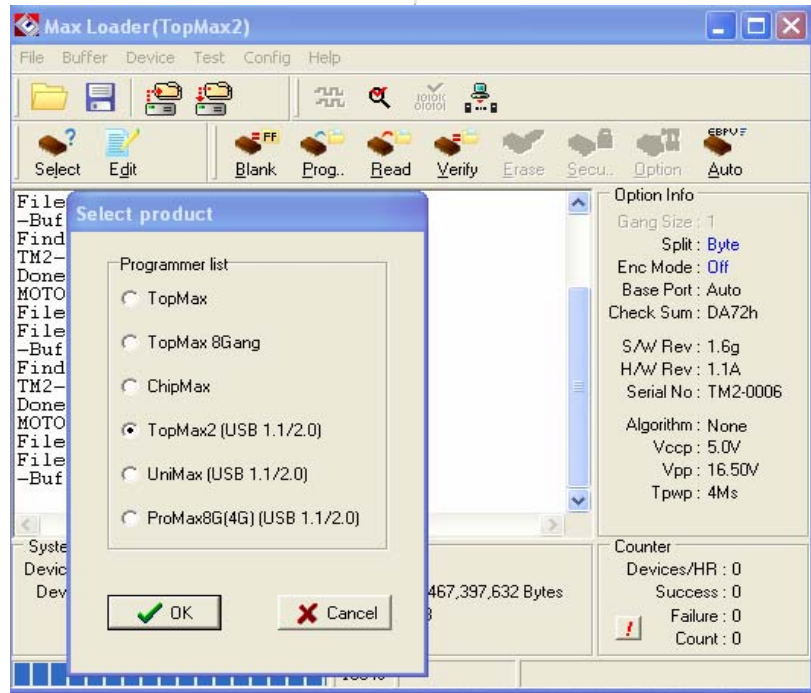 Max Loader(TopMax2)
File Buffer Device Test Config Help
Select Edit Blank Prog.. Read Verify Erase Secu.. Option Auto
File
-Buf
Find
TM2-
Done
MOTO
File
File
-Buf
Find
TM2-
Done
MOTO
File
File
-Buf
Select product
Programmer list
TopMax
TopMax 8Gang
ChipMax
TopMax2 (USB 1.1/2.0)
UniMax (USB 1.1/2.0)
ProMax8G(4G) (USB 1.1/2.0)
OK Cancel
Option Info
Gang Size : 1
Split : Byte
Enc Mode : Off
Base Port : Auto
Check Sum : DA72h
S/W Rev : 1.6g
H/W Rev : 1.1A
Serial No : TM2-0006
Algorithm : None
Vccp : 5.0V
Vpp : 16.50V
Tpwp : 4Ms
Syste
Devic
Dev
467,397,632 Bytes
Counter
Devices/HR : 0
Success : 0
Failure : 0
Count : 0